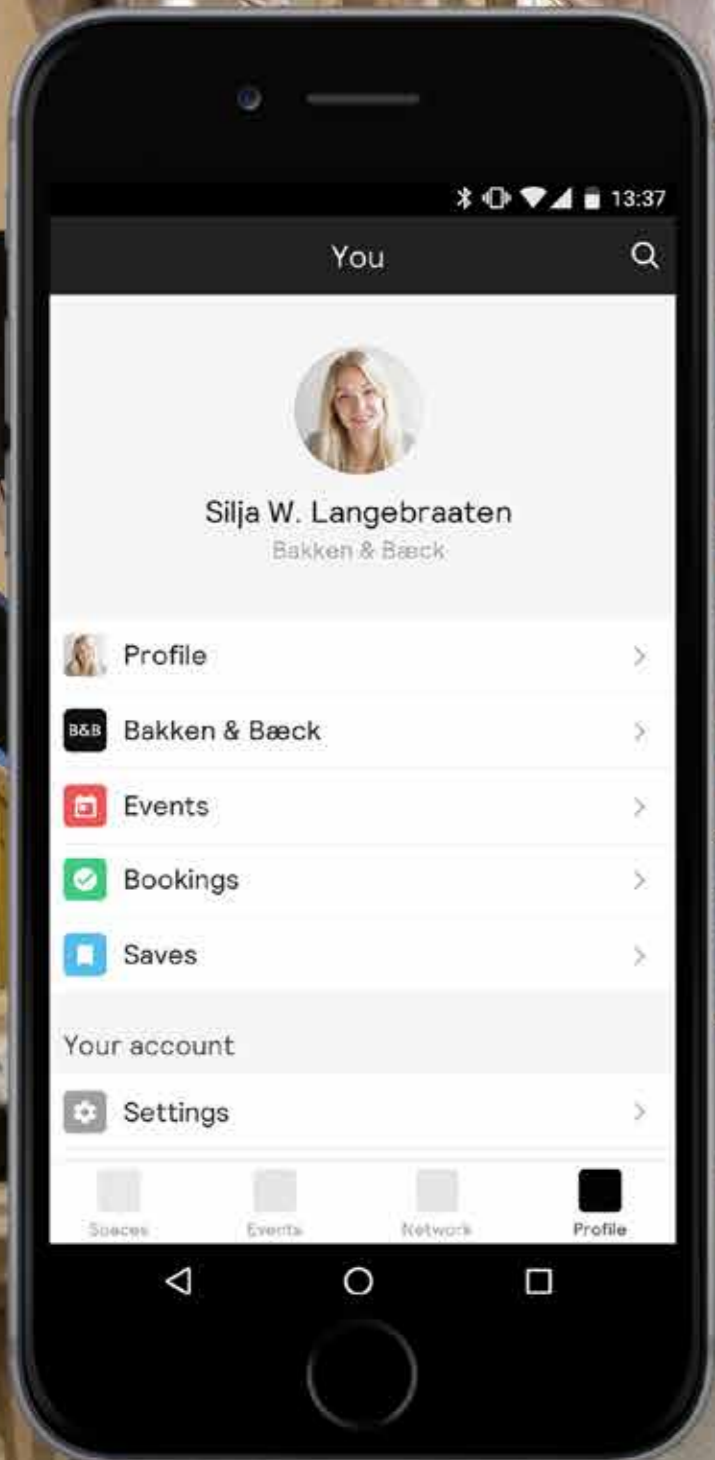 13:37
You
Silja W. Langebraaten
Bakken & Bæck
Profile
B&B Bakken & Bæck
Events
Bookings
Saves
Your account
Settings
Spaces Events Network Profile